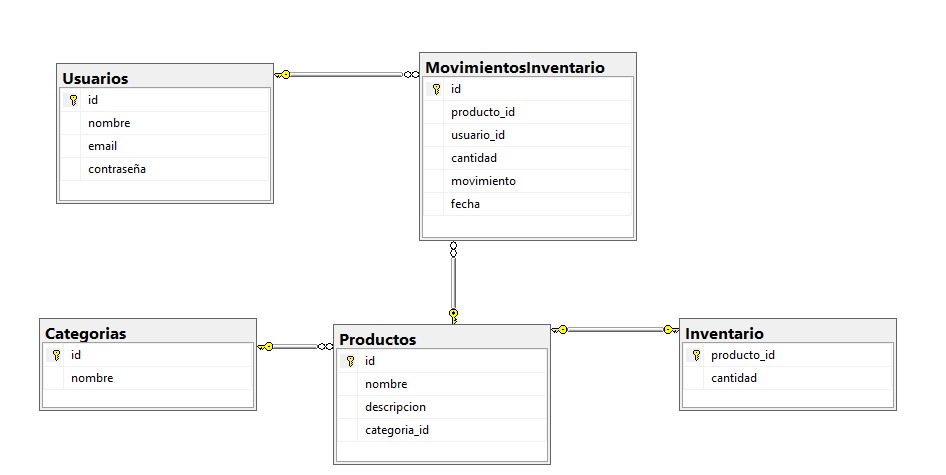 Usuarios
id
nombre
email
contraseña
MovimientosInventario
id
producto_id
usuario_id
cantidad
movimiento
fecha
Categorias
id
nombre
Productos
id
nombre
descripcion
categoria_id
Inventario
producto_id
cantidad